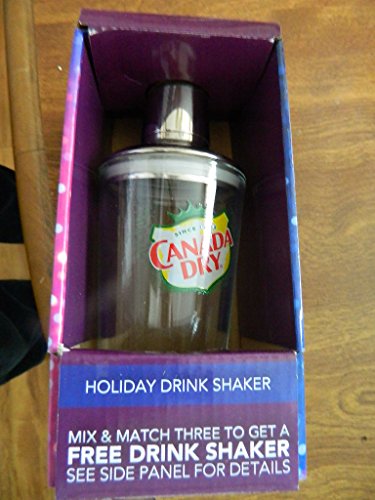 SINCE 1904
CANADA
DRY
HOLIDAY DRINK SHAKER
MIX & MATCH THREE TO GET A
FREE DRINK SHAKER
SEE SIDE PANEL FOR DETAILS